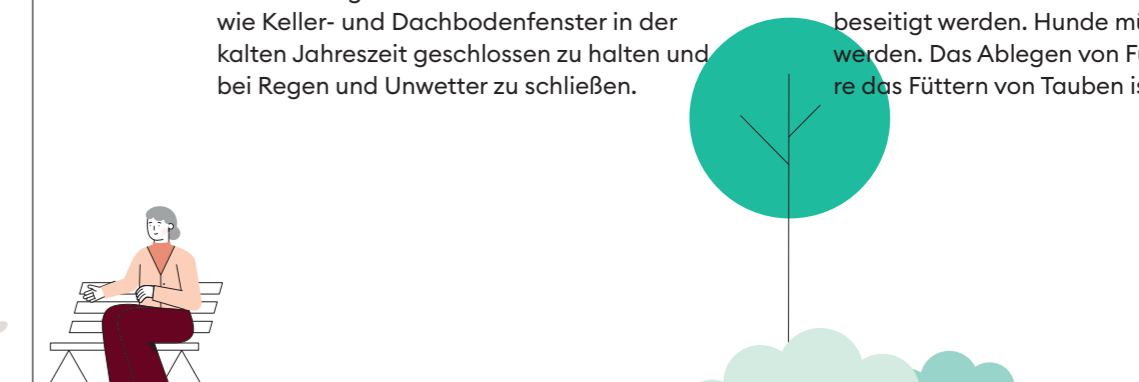 wie Keller- und Dachbodenfenster in der
kalten Jahreszeit geschlossen zu halten und
bei Regen und Unwetter zu schließen.
beseitigt werden. Hunde
werden. Das Ablegen von
re das Füttern von Tauben